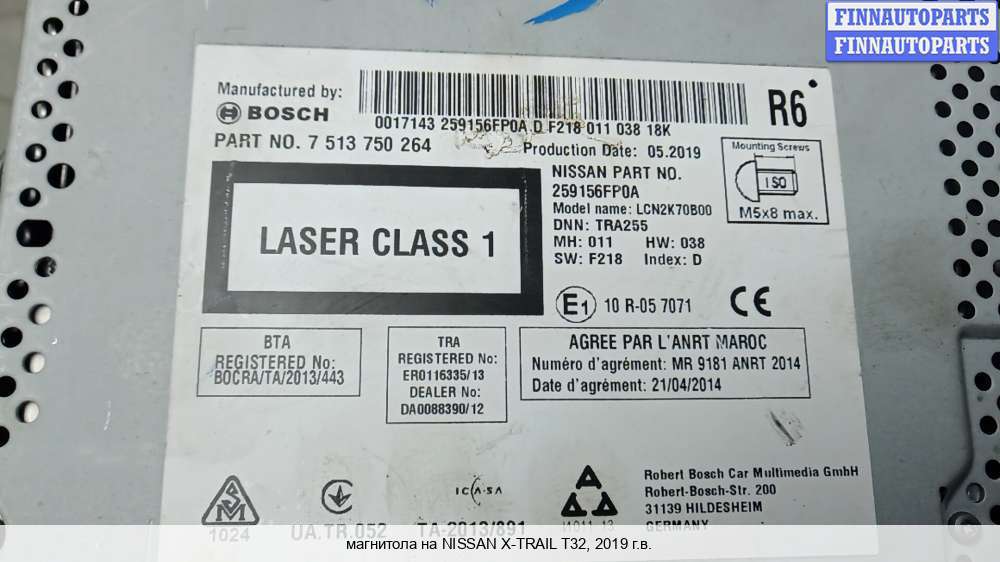 FINNAUTOPARTS
FINNAUTOPARTS
Manufactured by:
BOSCH
0017143 259156FP0A D F218 011 038 18K
R6
PART NO. 7 513 750 264
Production Date: 05.2019
Mounting Screws
ISO
M5x8 max.
NISSAN PART NO.
259156FP0A
Model name: LCN2K70B00
DNN: TRA255
MH: 011 HW: 038
SW: F218 Index: D
LASER CLASS 1
E1 10 R-05 7071 CE
BTA
REGISTERED No:
BOCRA/TA/2013/443
TRA
REGISTERED No:
ER0116335/13
DEALER No:
DA0088390/12
AGREE PAR L'ANRT MAROC
Numéro d'agrément: MR 9181 ANRT 2014
Date d'agrément: 21/04/2014
1024
UA.TR.052
ICASA
TA-2013/891
Robert Bosch Car Multimedia GmbH
Robert-Bosch-Str. 200
31139 HILDESHEIM
GERMANY
магнитола на NISSAN X-TRAIL T32, 2019 г.в.